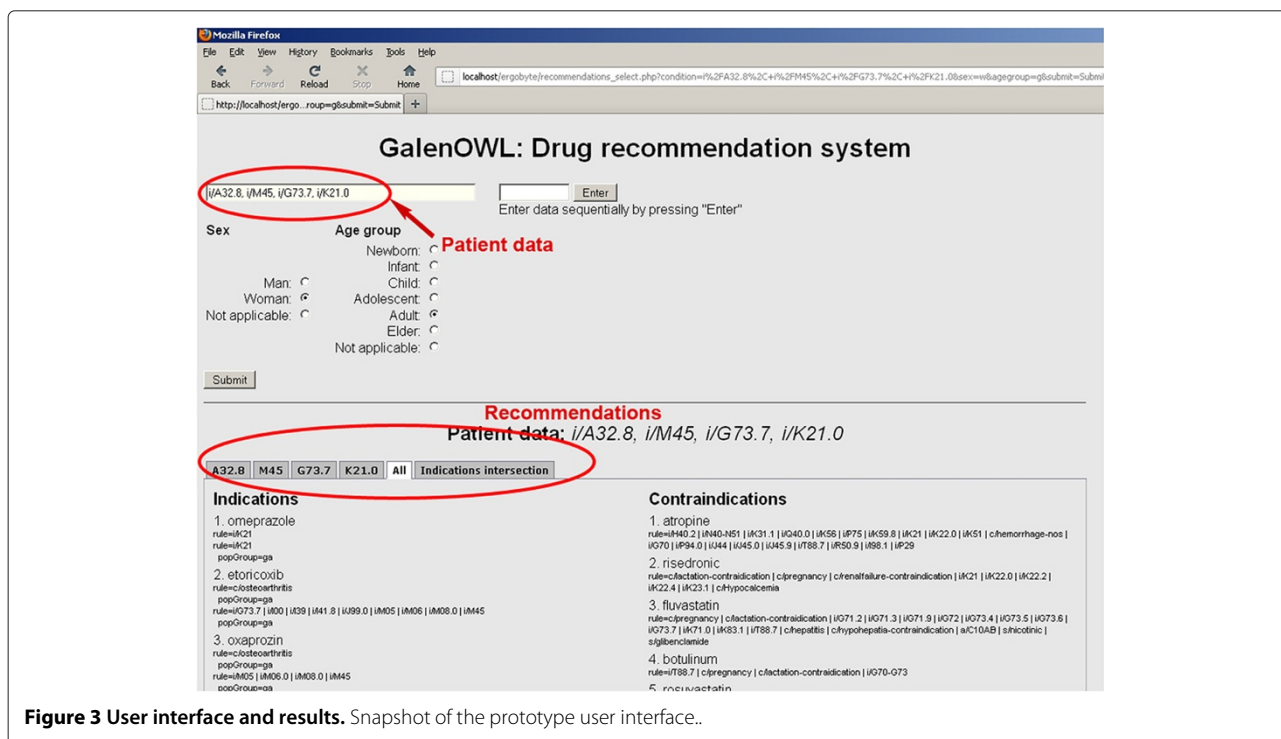 Mozilla Firefox
File Edit View History Bookmarks Tools Help
Back Forward Reload Stop Home
localhost/ergobyte/recommendations_select.php?condition=i%2FA32.8%2C+i%2FM45%2C+i%2FG73.7%2C+i%2FK21.0&sex=w&agegroup=g&submit=Submi
http://localhost/ergo...roup=g&submit=Submit +
GalenOWL: Drug recommendation system
i/A32.8, i/M45, i/G73.7, i/K21.0
Enter
Enter data sequentially by pressing "Enter"
Sex Age group
Patient data
Newborn:
Infant:
Man: Child:
Woman: Adolescent:
Not applicable: Adult:
Elder:
Not applicable:
Submit
Recommendations
Patient data: i/A32.8, i/M45, i/G73.7, i/K21.0
A32.8 M45 G73.7 K21.0 All Indications intersection
Indications
1. omeprazole
rule=i/K21
rule=i/K21
popGroup=ga
2. etoricoxib
rule=c/osteoarthritis
popGroup=ga
rule=i/G73.7 | i/I00 | i/I39 | i/I41.8 | i/J99.0 | i/M05 | i/M06 | i/M08.0 | i/M45
popGroup=ga
3. oxaprozin
rule=c/osteoarthritis
popGroup=ga
rule=i/M05 | i/M06.0 | i/M08.0 | i/M45
popGroup=ga
Contraindications
1. atropine
rule=i/H40.2 | i/N40-N51 | i/K31.1 | i/Q40.0 | i/K56 | i/P75 | i/K59.8 | i/K21 | i/K22.0 | i/K51 | c/hemorrhage-nos |
i/G70 | i/P94.0 | i/J44 | i/J45.0 | i/J45.9 | i/T88.7 | i/R50.9 | i/I98.1 | i/P29
2. risedronic
rule=c/lactation-contraidication | c/pregnancy | c/renalfailure-contraindication | i/K21 | i/K22.0 | i/K22.2 |
i/K22.4 | i/K23.1 | c/Hypocalcemia
3. fluvastatin
rule=c/pregnancy | c/lactation-contraidication | i/G71.2 | i/G71.3 | i/G71.9 | i/G72 | i/G73.4 | i/G73.5 | i/G73.6 |
i/G73.7 | i/K71.0 | i/K83.1 | i/T88.7 | c/hepatitis | c/hypohepatia-contraindication | a/C10AB | s/nicotinic |
s/glibenclamide
4. botulinum
rule=i/T88.7 | c/pregnancy | c/lactation-contraidication | i/G70-G73
5. rosuvastatin
Figure 3 User interface and results. Snapshot of the prototype user interface..